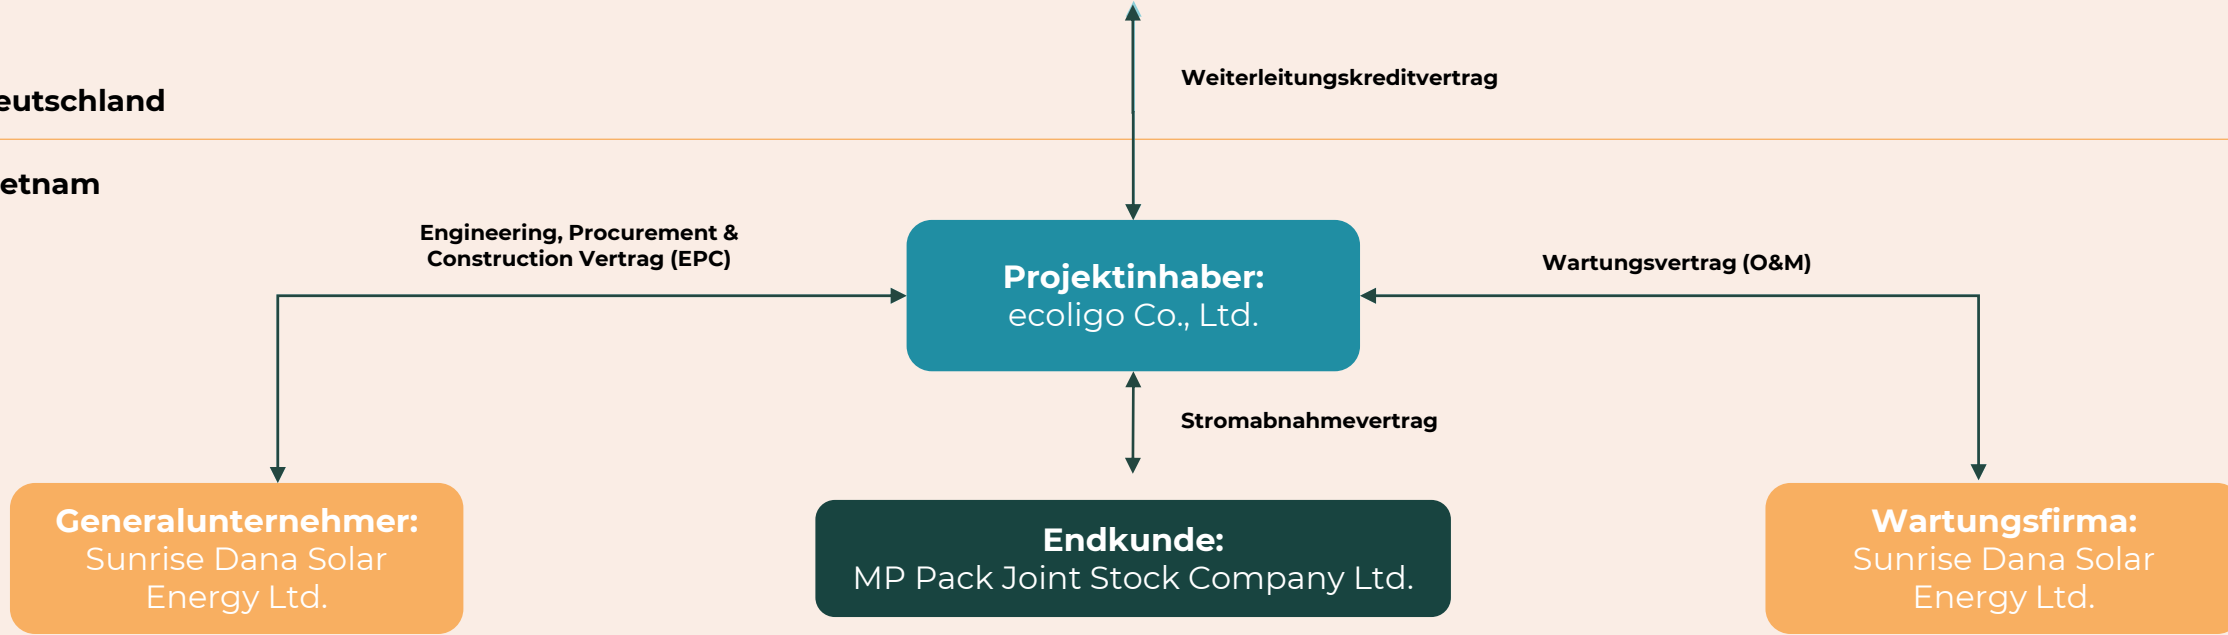 Weiterleitungskreditvertrag
eutschland
etnam
Engineering, Procurement &
Construction Vertrag (EPC)
Projektinhaber:
ecoligo Co., Ltd.
Wartungsvertrag (O&M)
Stromabnahmevertrag
Generalunternehmer:
Sunrise Dana Solar
Energy Ltd.
Endkunde:
MP Pack Joint Stock Company Ltd.
Wartungsfirma:
Sunrise Dana Solar
Energy Ltd.